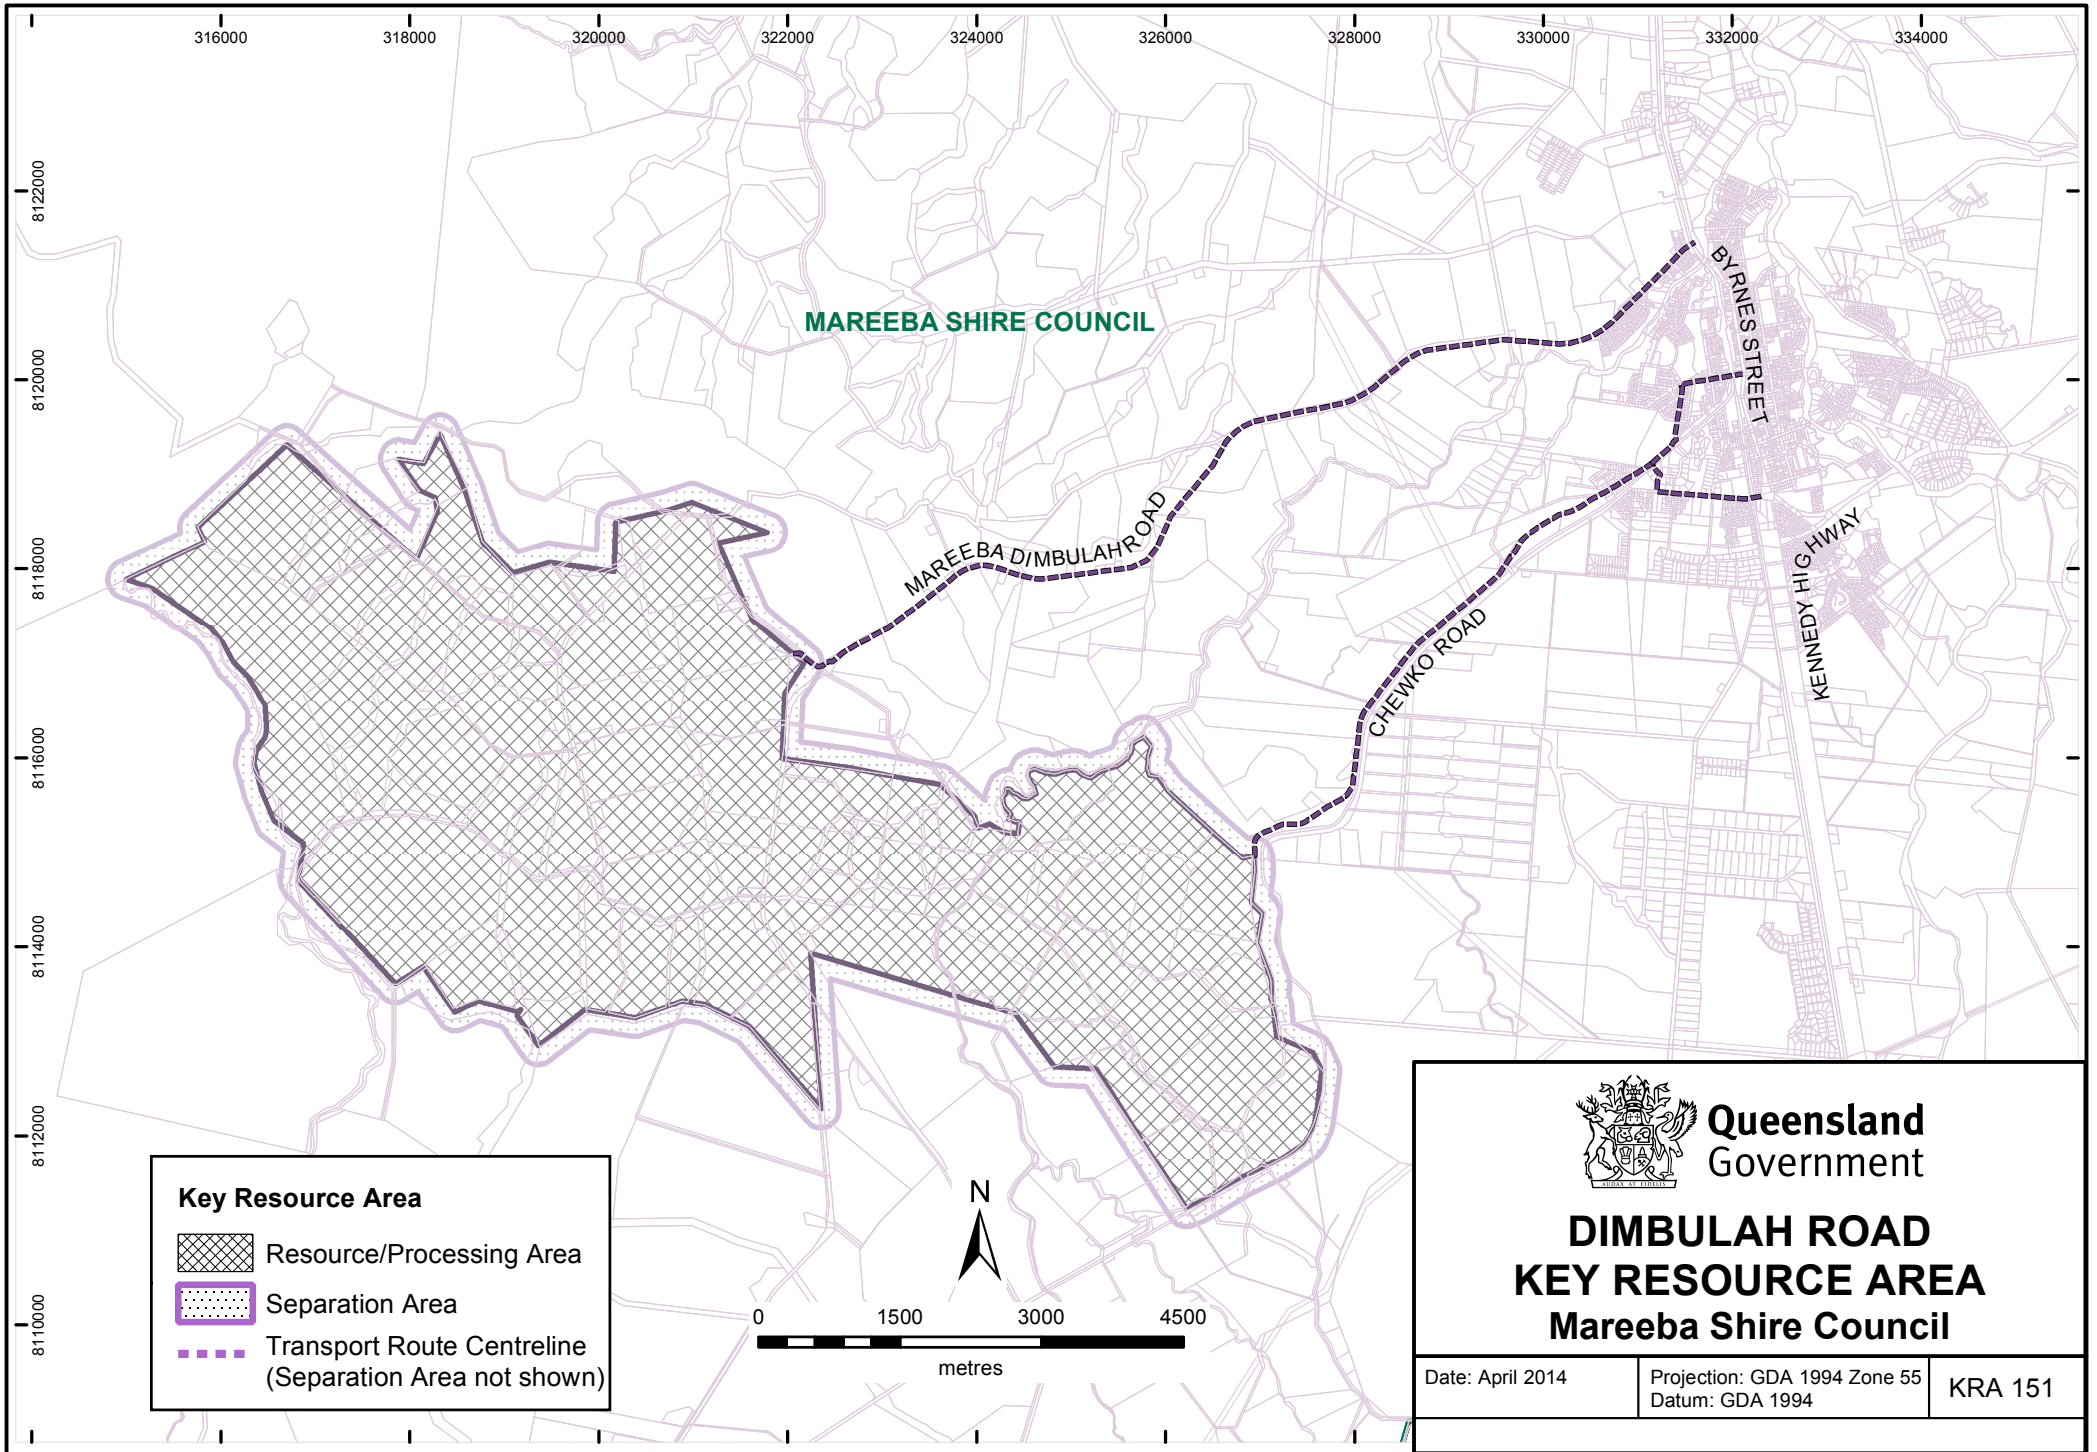 316000
318000
320000
322000
324000
326000
328000
330000
332000
334000
8122000
8120000
8118000
8116000
8114000
8112000
8110000
MAREEBA SHIRE COUNCIL
BYRNES STREET
MAREEBA DIMBULAH ROAD
CHEWKO ROAD
KENNEDY HIGHWAY
Key Resource Area
Resource/Processing Area
Separation Area
Transport Route Centreline
(Separation Area not shown)
N
0 1500 3000 4500
metres
AUDAX AT FIDELIS
Queensland
Government
DIMBULAH ROAD
KEY RESOURCE AREA
Mareeba Shire Council
Date: April 2014
Projection: GDA 1994 Zone 55
Datum: GDA 1994
KRA 151